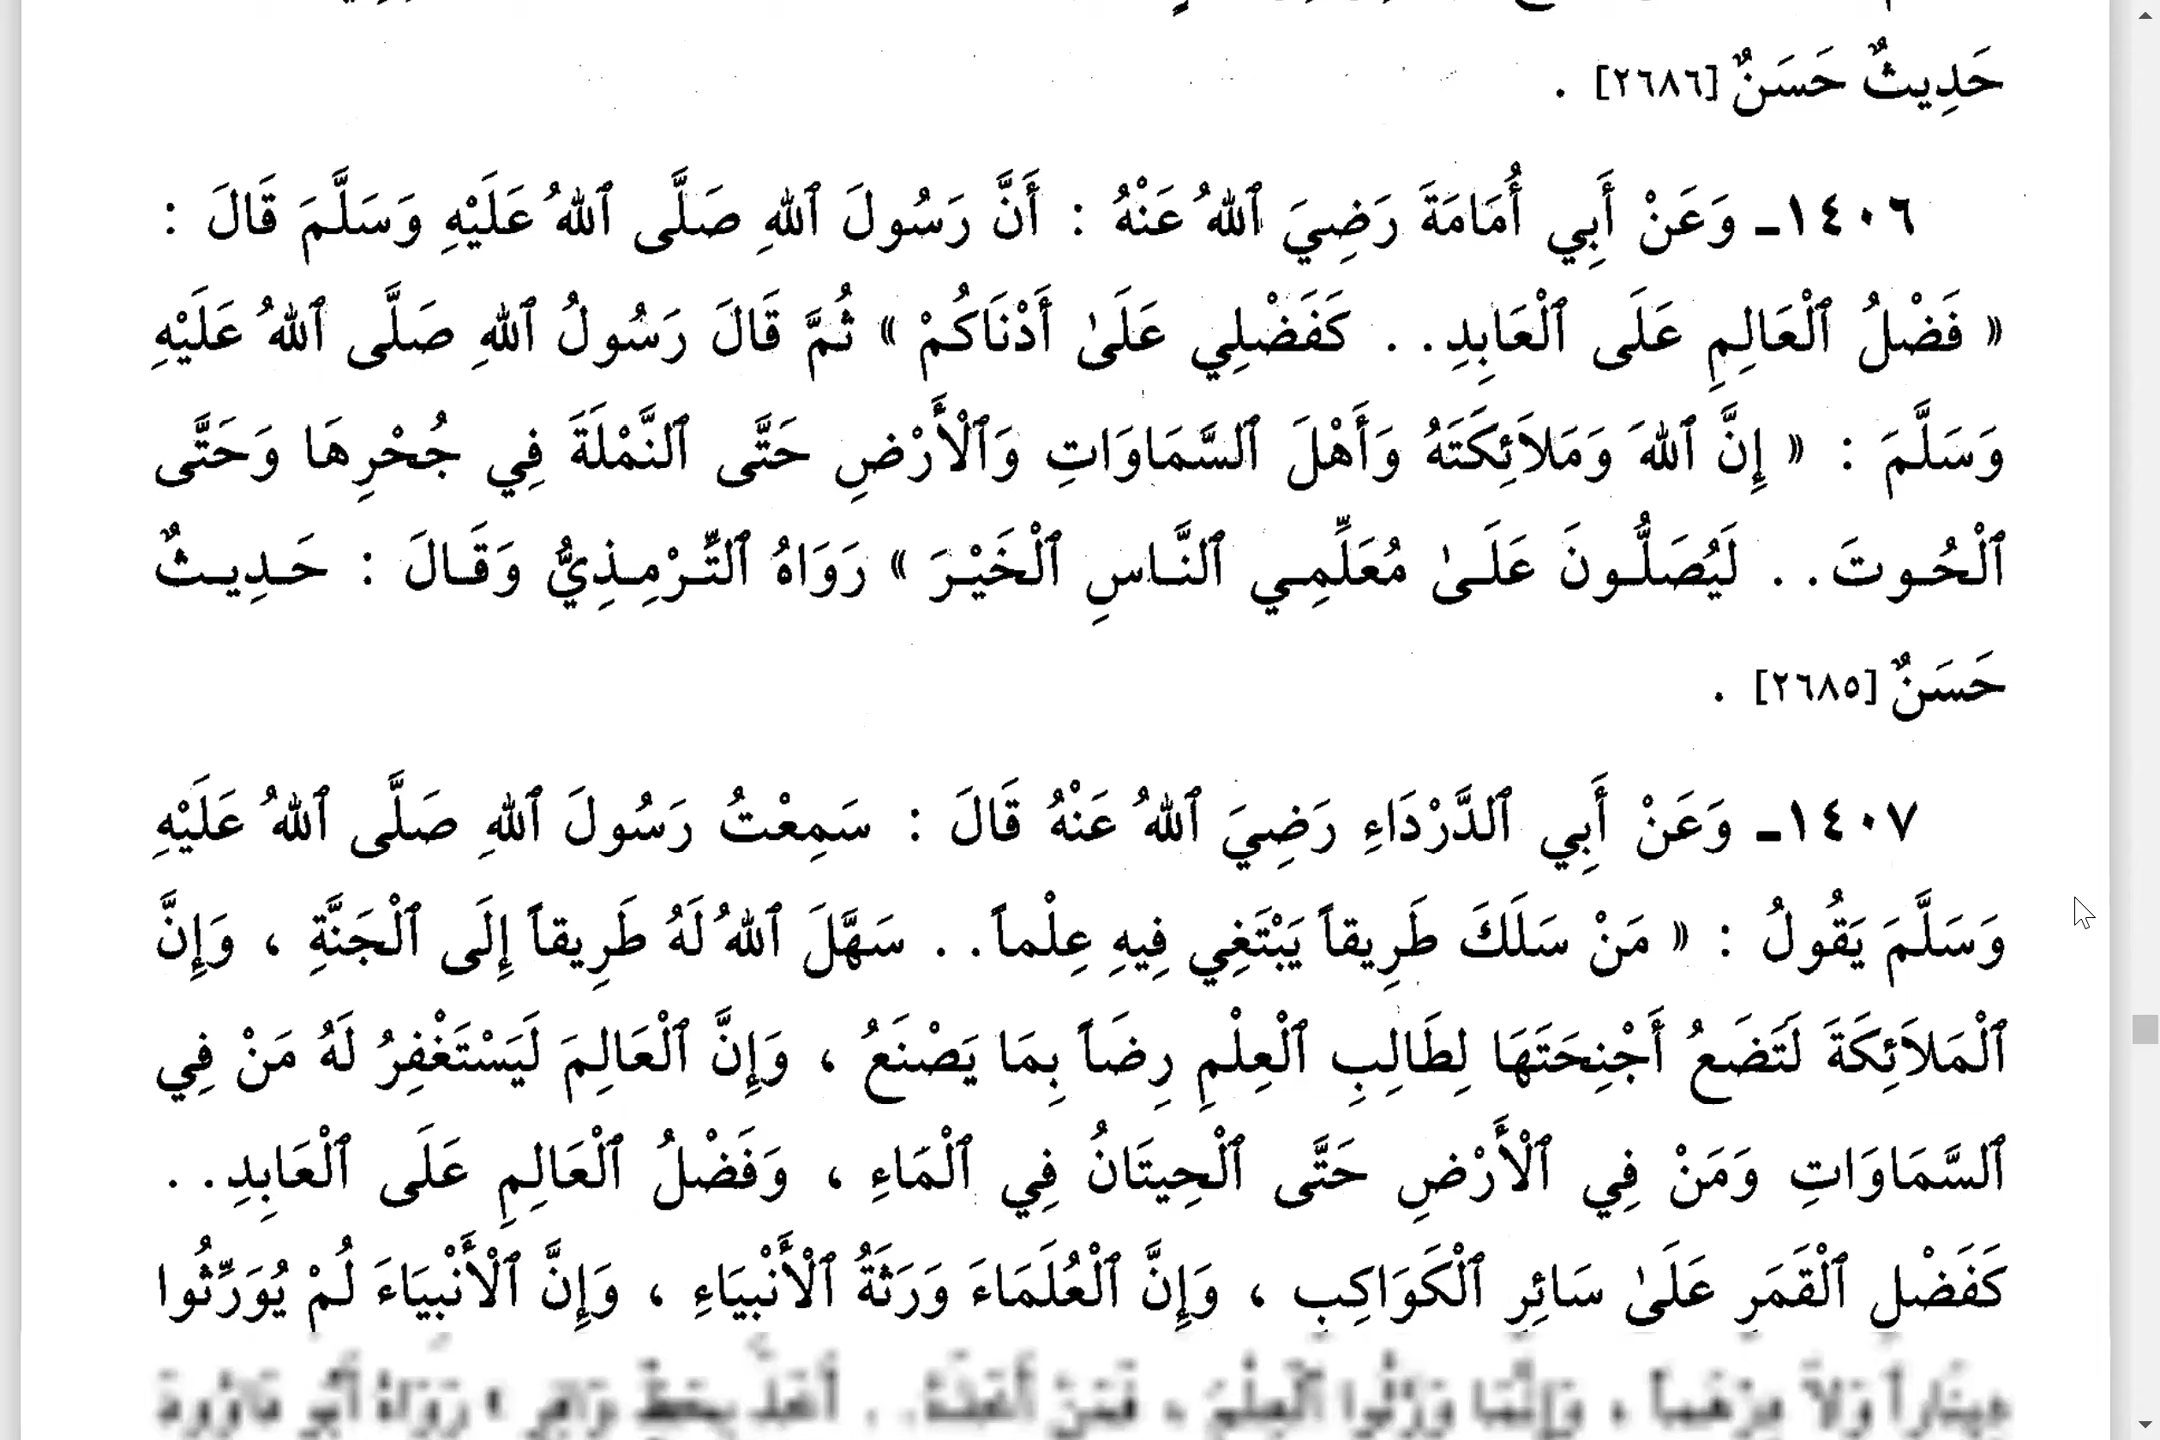 حَدِيثٌ حَسَنٌ [٢٦٨٦] .
١٤٠٦ـ وَعَنْ أَبِي أُمَامَةَ رَضِيَ ٱللهُ عَنْهُ : أَنَّ رَسُولَ ٱللهِ صَلَّى ٱللهُ عَلَيْهِ وَسَلَّمَ قَالَ :
« فَضْلُ ٱلْعَالِمِ عَلَى ٱلْعَابِدِ. . كَفَضْلِي عَلَىٰ أَدْنَاكُمْ » ثُمَّ قَالَ رَسُولُ ٱللهِ صَلَّى ٱللهُ عَلَيْهِ
وَسَلَّمَ : « إِنَّ ٱللهَ وَمَلاَئِكَتَهُ وَأَهْلَ ٱلسَّمَاوَاتِ وَٱلْأَرْضِ حَتَّى ٱلنَّمْلَةَ فِي جُحْرِهَا وَحَتَّى
ٱلْحُوتَ. . لَيُصَلُّونَ عَلَىٰ مُعَلِّمِي ٱلنَّاسِ ٱلْخَيْرَ » رَوَاهُ ٱلتِّرْمِذِيُّ وَقَالَ : حَدِيثٌ
حَسَنٌ [٢٦٨٥] .
١٤٠٧ـ وَعَنْ أَبِي ٱلدَّرْدَاءِ رَضِيَ ٱللهُ عَنْهُ قَالَ : سَمِعْتُ رَسُولَ ٱللهِ صَلَّى ٱللهُ عَلَيْهِ
وَسَلَّمَ يَقُولُ : « مَنْ سَلَكَ طَرِيقاً يَبْتَغِي فِيهِ عِلْماً. . سَهَّلَ ٱللهُ لَهُ طَرِيقاً إِلَى ٱلْجَنَّةِ ، وَإِنَّ
ٱلْمَلاَئِكَةَ لَتَضَعُ أَجْنِحَتَهَا لِطَالِبِ ٱلْعِلْمِ رِضَاً بِمَا يَصْنَعُ ، وَإِنَّ ٱلْعَالِمَ لَيَسْتَغْفِرُ لَهُ مَنْ فِي
ٱلسَّمَاوَاتِ وَمَنْ فِي ٱلْأَرْضِ حَتَّى ٱلْحِيتَانُ فِي ٱلْمَاءِ ، وَفَضْلُ ٱلْعَالِمِ عَلَى ٱلْعَابِدِ. .
كَفَضْلِ ٱلْقَمَرِ عَلَىٰ سَائِرِ ٱلْكَوَاكِبِ ، وَإِنَّ ٱلْعُلَمَاءَ وَرَثَةُ ٱلْأَنْبِيَاءِ ، وَإِنَّ ٱلْأَنْبِيَاءَ لَمْ يُوَرِّثُوا